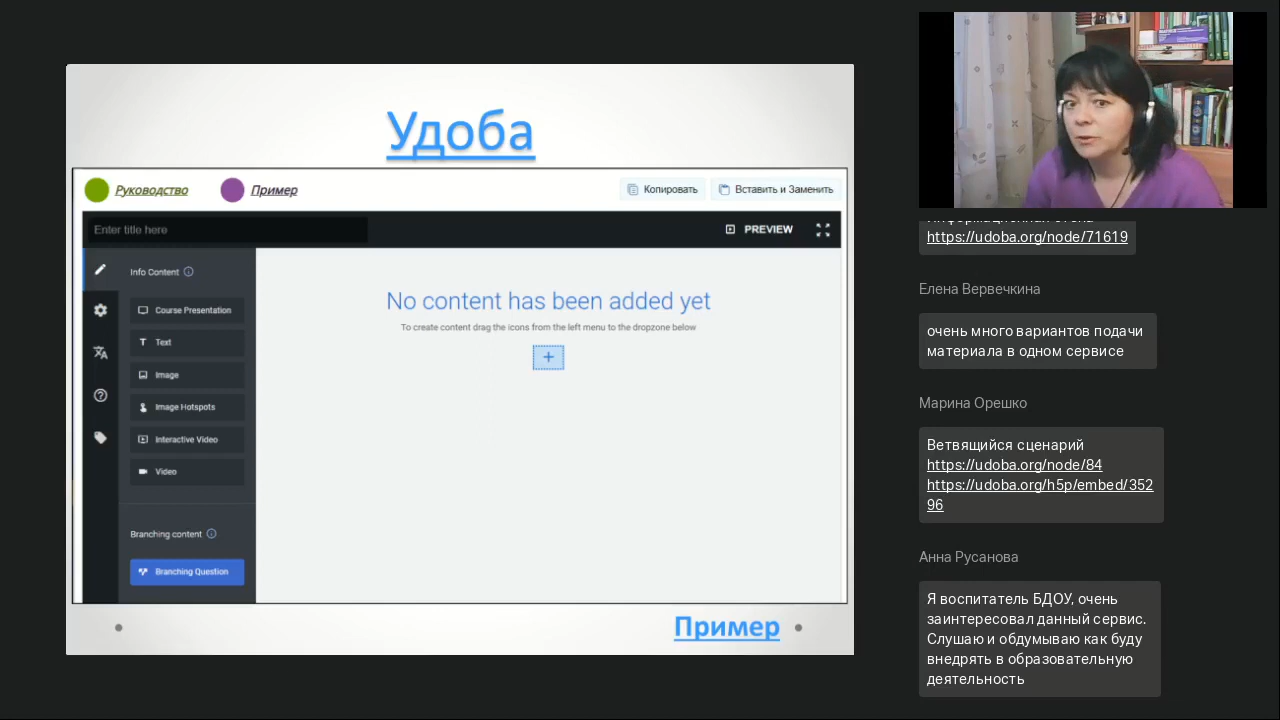 Удоба
Руководство
Пример
Копировать
Вставить и Заменить
Enter title here
PREVIEW
Info Content
Course Presentation
Text
Image
Image Hotspots
Interactive Video
Video
Branching content
Branching Question
No content has been added yet
To create content drag the icons from the left menu to the dropzone below
Пример
https://udoba.org/node/71619
Елена Вервечкина
очень много вариантов подачи
материала в одном сервисе
Марина Орешко
Ветвящийся сценарий
https://udoba.org/node/84
https://udoba.org/h5p/embed/352
96
Анна Русанова
Я воспитатель БДОУ, очень
заинтересовал данный сервис.
Слушаю и обдумываю как буду
внедрять в образовательную
деятельность